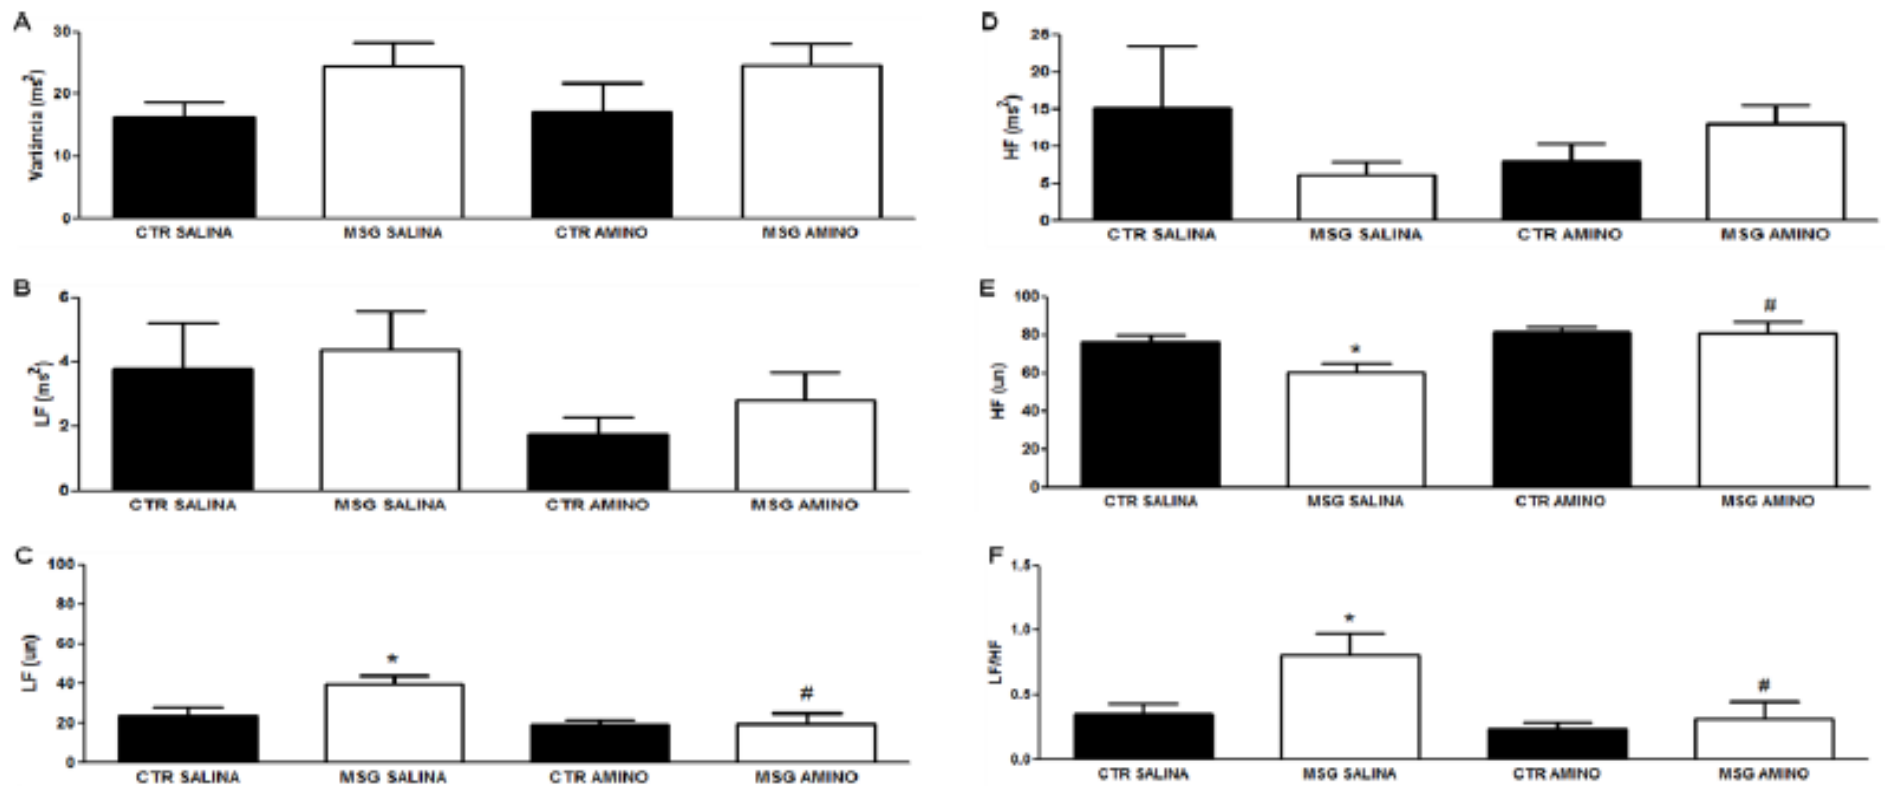 A
Variância (ms²)
30
20
10
0
CTR SALINA MSG SALINA CTR AMINO MSG AMINO
B
LF (ms²)
6
4
2
0
CTR SALINA MSG SALINA CTR AMINO MSG AMINO
C
LF (un)
100
80
60
40
20
0
*
#
CTR SALINA MSG SALINA CTR AMINO MSG AMINO
D
HF (ms²)
25
20
15
10
5
0
CTR SALINA MSG SALINA CTR AMINO MSG AMINO
E
HF (un)
100
80
60
40
20
0
*
#
CTR SALINA MSG SALINA CTR AMINO MSG AMINO
F
LF/HF
1.5
1.0
0.5
0.0
*
#
CTR SALINA MSG SALINA CTR AMINO MSG AMINO